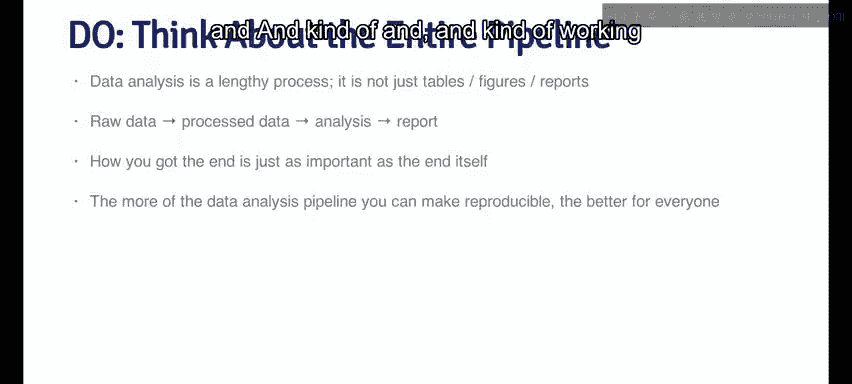 DO: Think About the Entire Pipeline
and And kind of and, and kind of working
· Data analysis is a lengthy process; it is not just tables / figures / reports
· Raw data → processed data → analysis → report
· How you got the end is just as important as the end itself
· The more of the data analysis pipeline you can make reproducible, the better for everyone